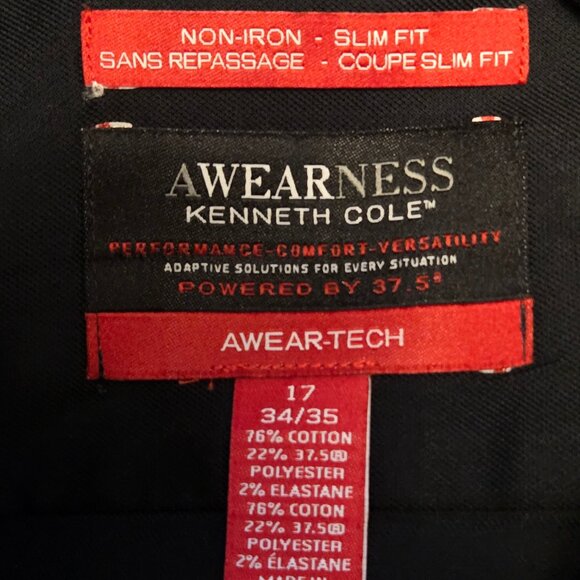 NON-IRON - SLIM FIT
SANS REPASSAGE - COUPE SLIM FIT
AWEARNESS
KENNETH COLE™
PERFORMANCE-COMFORT-VERSATILITY
ADAPTIVE SOLUTIONS FOR EVERY SITUATION
POWERED BY 37.5®
AWEAR-TECH
17
34/35
76% COTTON
22% 37.5®
POLYESTER
2% ELASTANE
76% COTON
22% 37.5®
POLYESTER
2% ÉLASTANE
MADE IN